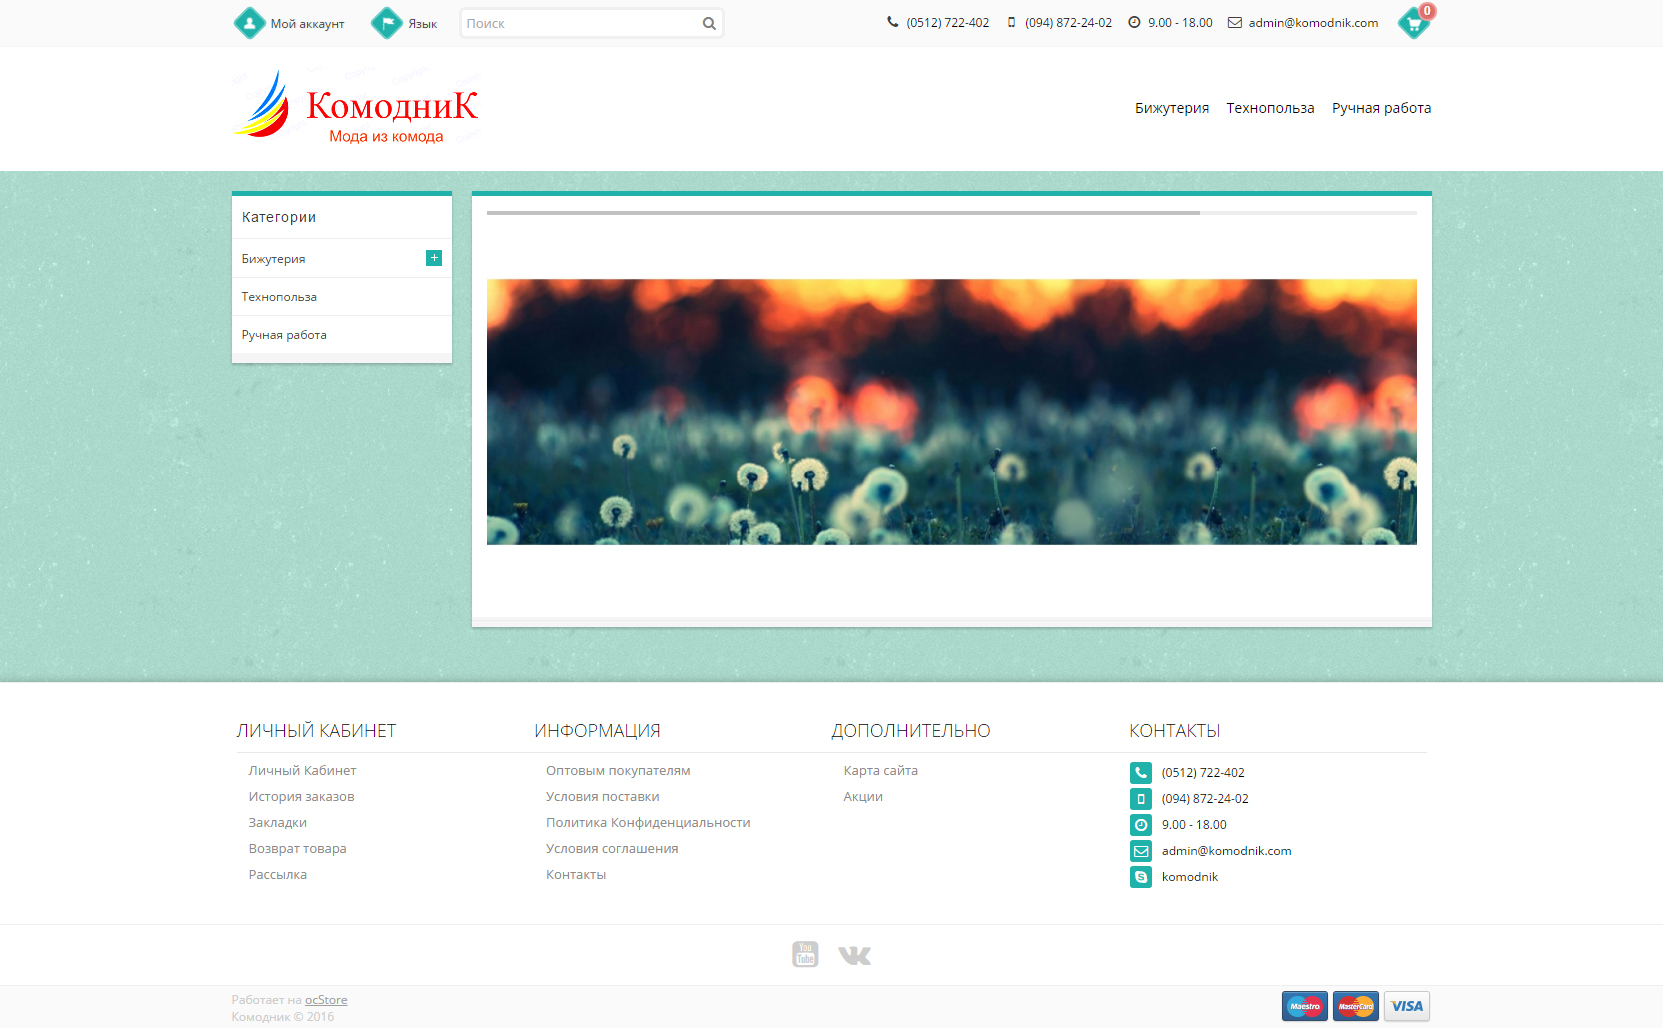 Мой аккаунт
Язык
Поиск
(0512) 722-402
(094) 872-24-02
9.00 - 18.00
admin@komodnik.com
0
КомодниК
Мода из комода
Бижутерия
Технопользa
Ручная работа
Категории
Бижутерия
+
Технопользa
Ручная работа
ЛИЧНЫЙ КАБИНЕТ
Личный Кабинет
История заказов
Закладки
Возврат товара
Рассылка
ИНФОРМАЦИЯ
Оптовым покупателям
Условия поставки
Политика Конфиденциальности
Условия соглашения
Контакты
ДОПОЛНИТЕЛЬНО
Карта сайта
Акции
КОНТАКТЫ
(0512) 722-402
(094) 872-24-02
9.00 - 18.00
admin@komodnik.com
komodnik
You
Tube
Работает на ocStore
Комодник © 2016
Maestro
MasterCard
VISA